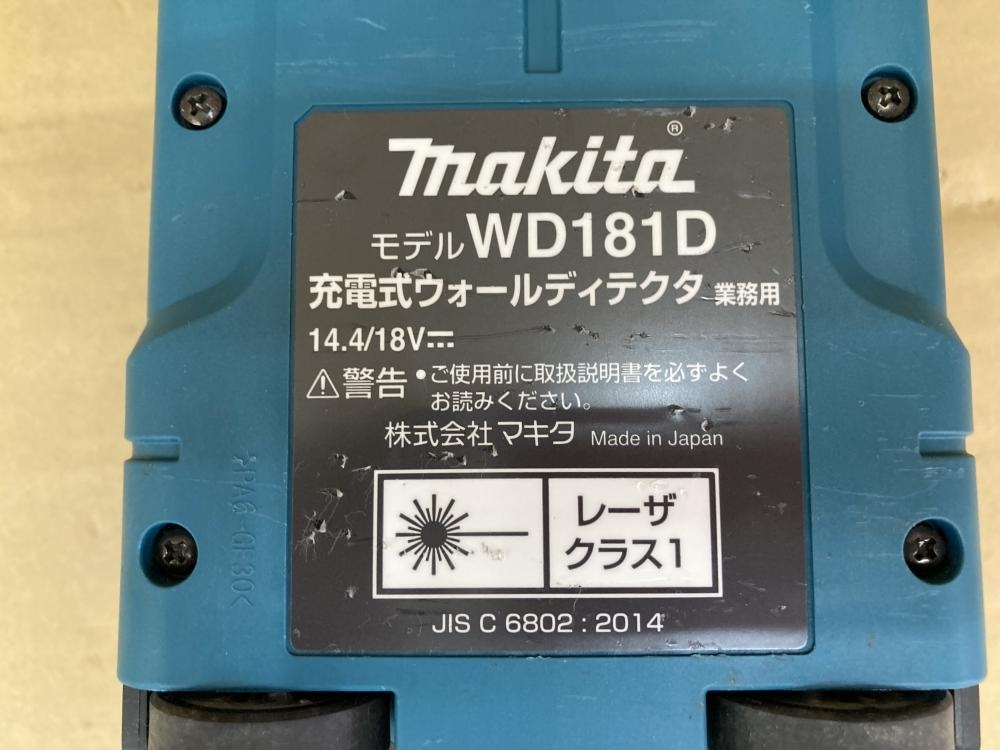 makita®
モデル WD181D
充電式ウォールディテクタ 業務用
14.4/18V⎓
⚠警告 •ご使用前に取扱説明書を必ずよく
お読みください。
株式会社 マキタ Made in Japan
レーザ
クラス1
JIS C 6802 : 2014
>PA6-GF30<